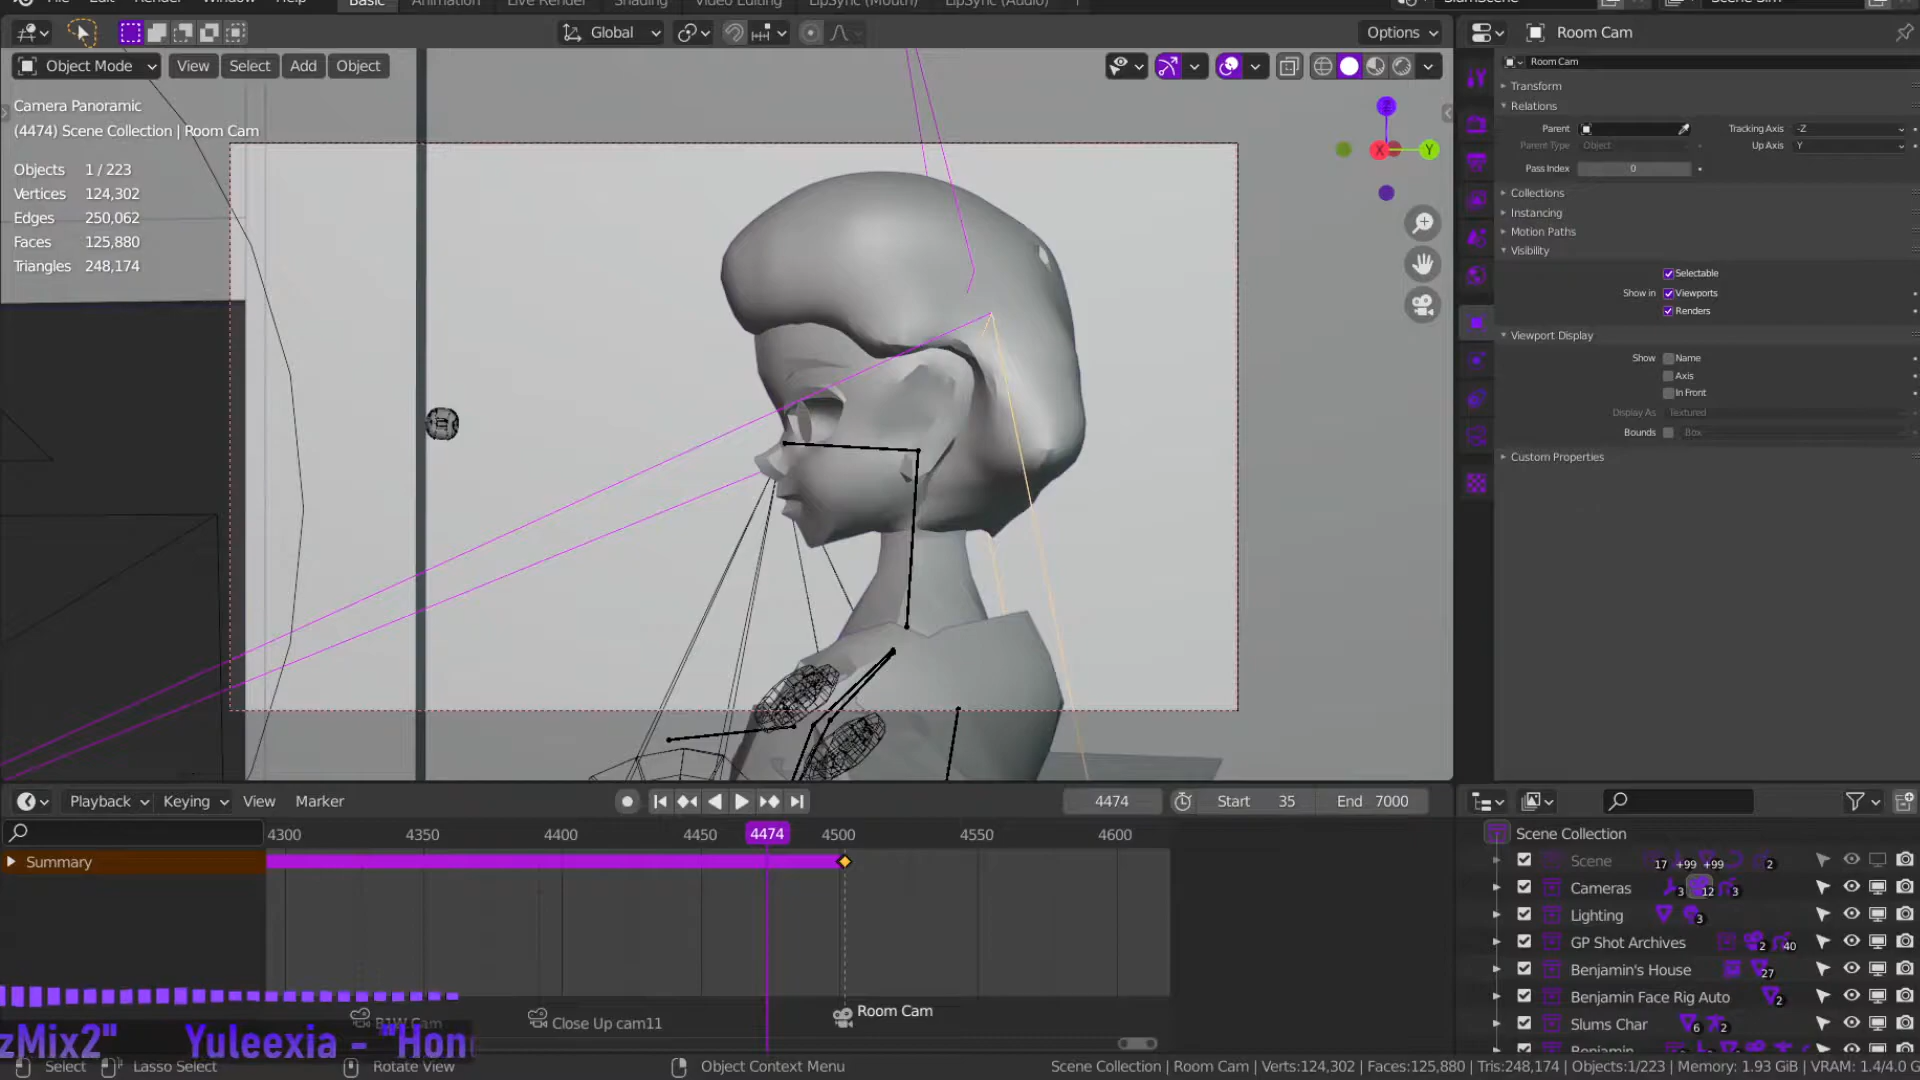 Basic
Room Cam
Global
Options
Object Mode
View
Select
Add
Object
Camera Panoramic
(4474) Scene Collection | Room Cam
Objects 1 / 223
Vertices 124,302
Edges 250,062
Faces 125,880
Triangles 248,174
X
Y
Room Cam
Transform
Relations
Parent
Tracking Axis -Z
Parent Type Object
Up Axis Y
Pass Index 0
Collections
Instancing
Motion Paths
Visibility
Selectable
Show in Viewports
Renders
Viewport Display
Show Name
Axis
In Front
Display As Textured
Bounds Box
Custom Properties
Playback
Keying
View
Marker
4474
Start 35
End 7000
4300 4350 4400 4450 4474 4500 4550 4600
Summary
Close Up cam11
Room Cam
zMix2" Yuleexia - "Hon
Scene Collection
Scene 17 +99 +99 2
Cameras 3 12 3
Lighting 3
GP Shot Archives 2 40
Benjamin's House 27
Benjamin Face Rig Auto 2
Slums Char 6 2
Benjamin
Select
Lasso Select
Rotate View
Object Context Menu
Scene Collection | Room Cam | Verts:124,302 | Faces:125,880 | Tris:248,174 | Objects:1/223 | Memory: 1.93 GiB | VRAM: 1.4/4.0 G